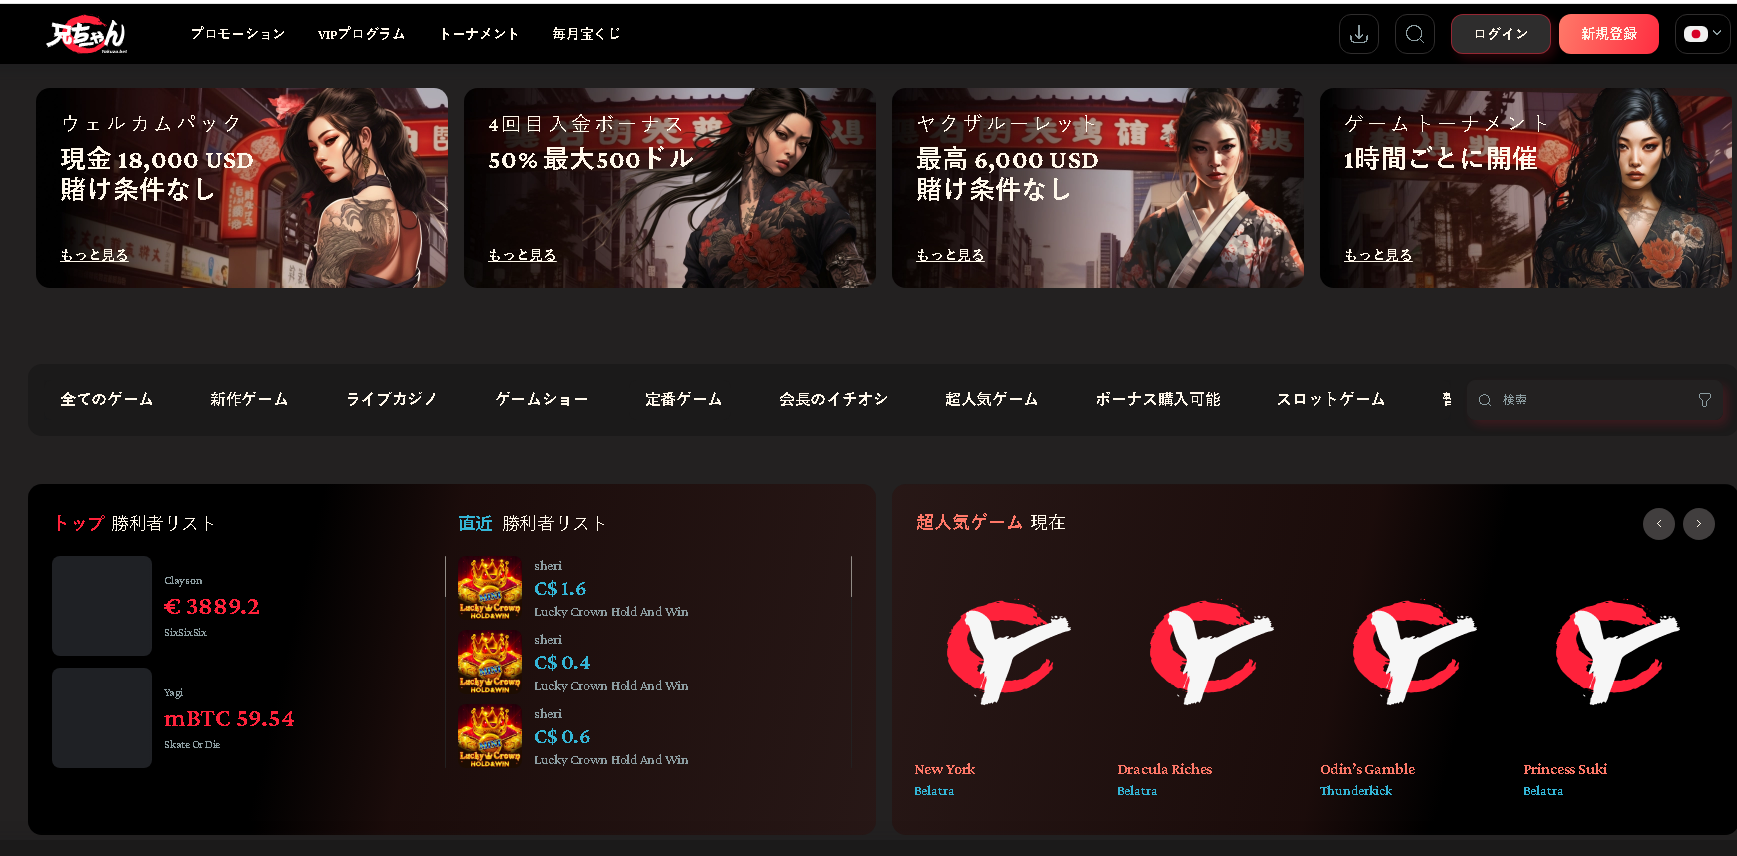 兄ちゃん
プロモーション VIPプログラム トーナメント 毎月宝くじ ログイン 新規登録
ウェルカムパック
現金 18,000 USD
賭け条件なし
もっと見る
4回目入金ボーナス
50% 最大500ドル
もっと見る
ヤクザルーレット
最高 6,000 USD
賭け条件なし
もっと見る
ゲームトーナメント
1時間ごとに開催
もっと見る
全てのゲーム 新作ゲーム ライブカジノ ゲームショー 定番ゲーム 会長のイチオシ 超人気ゲーム ボーナス購入可能 スロットゲーム 検索
トップ 勝利者リスト
Clayson
€ 3889.2
SixSixSix
Yagi
mBTC 59.54
Skate Or Die
直近 勝利者リスト
sheri
C$ 1.6
Lucky Crown Hold And Win
sheri
C$ 0.4
Lucky Crown Hold And Win
sheri
C$ 0.6
Lucky Crown Hold And Win
超人気ゲーム 現在
New York
Belatra
Dracula Riches
Belatra
Odin's Gamble
Thunderkick
Princess Suki
Belatra